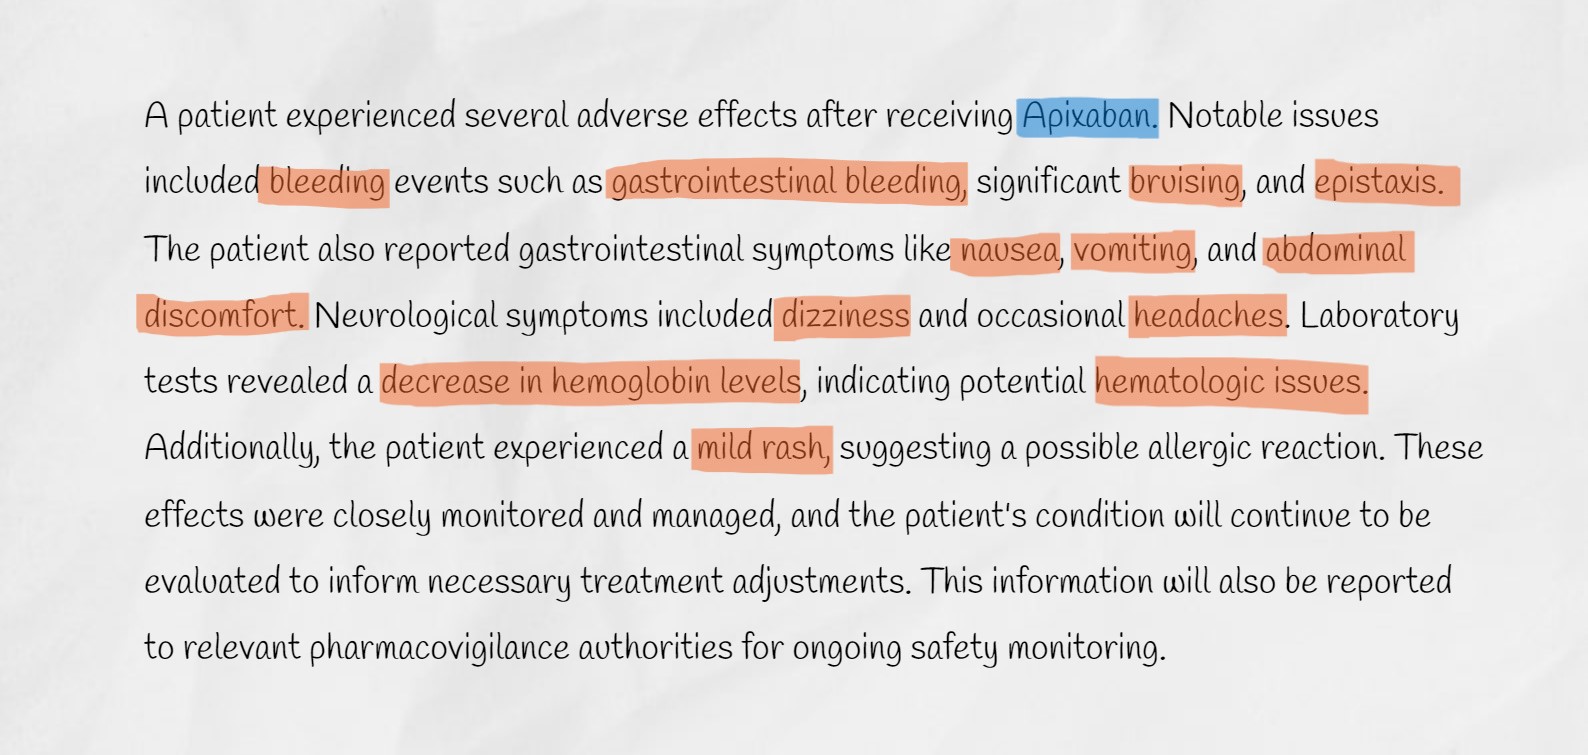 A patient experienced several adverse effects after receiving Apixaban. Notable issues
included bleeding events such as gastrointestinal bleeding, significant bruising, and epistaxis.
The patient also reported gastrointestinal symptoms like nausea, vomiting, and abdominal
discomfort. Neurological symptoms included dizziness and occasional headaches. Laboratory
tests revealed a decrease in hemoglobin levels, indicating potential hematologic issues.
Additionally, the patient experienced a mild rash, suggesting a possible allergic reaction. These
effects were closely monitored and managed, and the patient's condition will continue to be
evaluated to inform necessary treatment adjustments. This information will also be reported
to relevant pharmacovigilance authorities for ongoing safety monitoring.